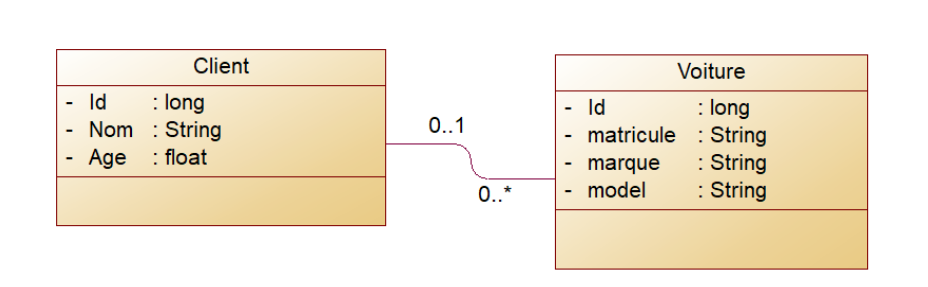 Client
- Id : long
- Nom : String
- Age : float
0..1
0..*
Voiture
- Id : long
- matricule : String
- marque : String
- model : String